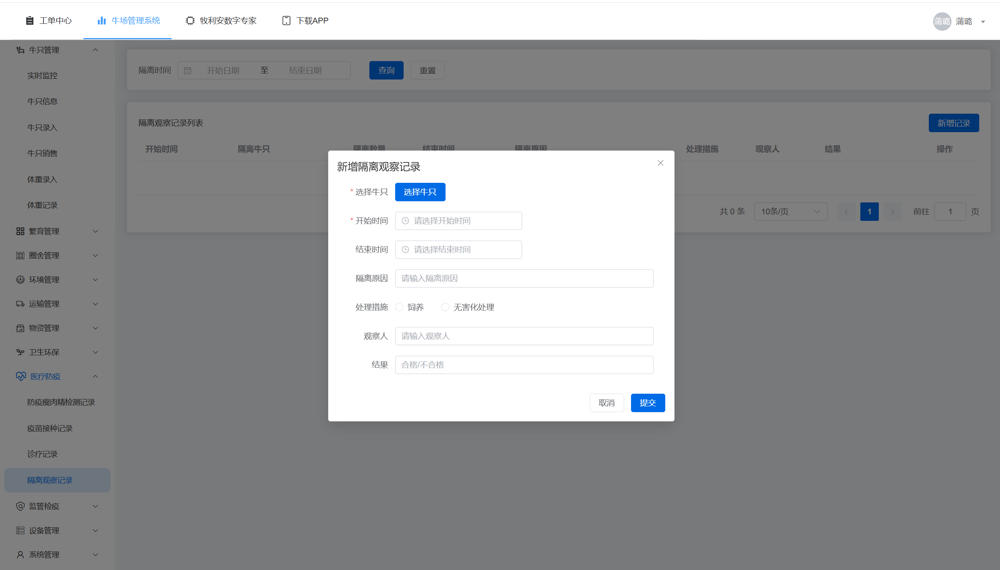 工单中心
牛场管理系统
牧利安数字专家
下载APP
蒲璐
蒲璐
牛只管理
实时监控
牛只信息
牛只录入
牛只销售
体重录入
体重记录
繁育管理
圈舍管理
环境管理
运输管理
物资管理
卫生环保
医疗防疫
防疫瘦肉精检测记录
疫苗接种记录
诊疗记录
隔离观察记录
监管检疫
设备管理
系统管理
隔离时间 开始日期 至 结束日期 查询 重置
隔离观察记录列表 新增记录
开始时间 隔离牛只 隔离数量 结束时间 隔离原因 处理措施 观察人 结果 操作
共 0 条 10条/页 1 前往 1 页
新增隔离观察记录
* 选择牛只 选择牛只
* 开始时间 请选择开始时间
结束时间 请选择结束时间
隔离原因 请输入隔离原因
处理措施 饲养 无害化处理
观察人 请输入观察人
结果 合格/不合格
取消 提交